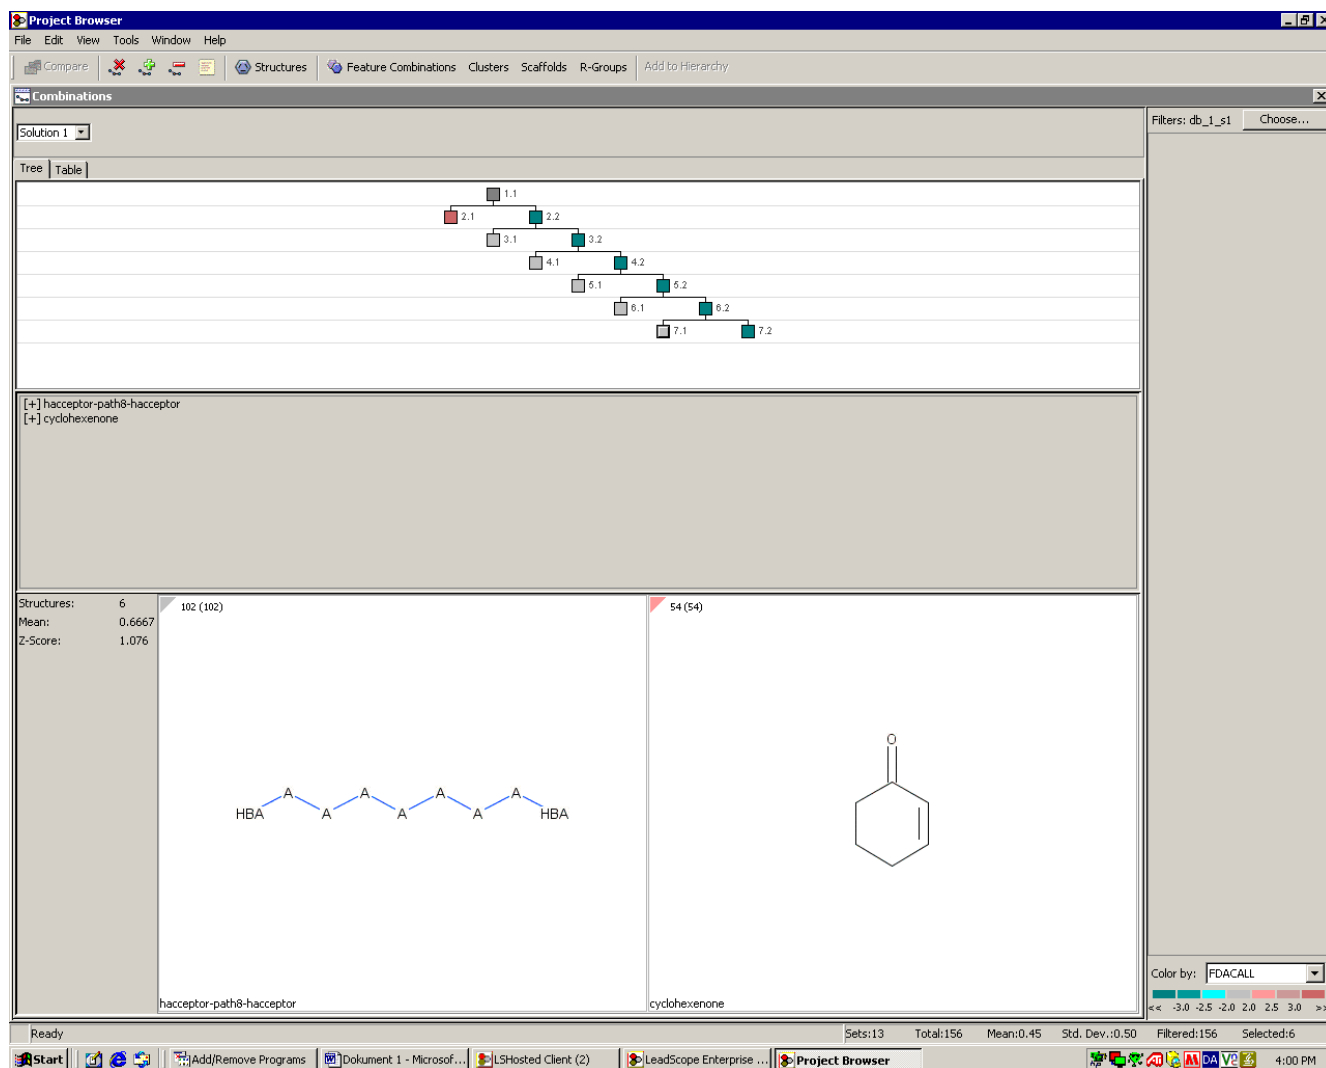 Project Browser
File Edit View Tools Window Help
Compare Structures Feature Combinations Clusters Scaffolds R-Groups Add to Hierarchy
Combinations
Solution 1
Filters: db_1_s1 Choose...
Tree Table
1.1
2.1 2.2
3.1 3.2
4.1 4.2
5.1 5.2
6.1 6.2
7.1 7.2
[+] hacceptor-path8-hacceptor
[+] cyclohexenone
Structures: 6
Mean: 0.6667
Z-Score: 1.076
102 (102)
HBA A A A A A A A HBA
hacceptor-path8-hacceptor
54 (54)
O
cyclohexenone
Color by: FDACALL
<< -3.0 -2.5 -2.0 2.0 2.5 3.0 >>
Ready Sets:13 Total:156 Mean:0.45 Std. Dev.:0.50 Filtered:156 Selected:6
Start Add/Remove Programs Dokument 1 - Microsof... LSHosted Client (2) LeadScope Enterprise ... Project Browser DA 4:00 PM